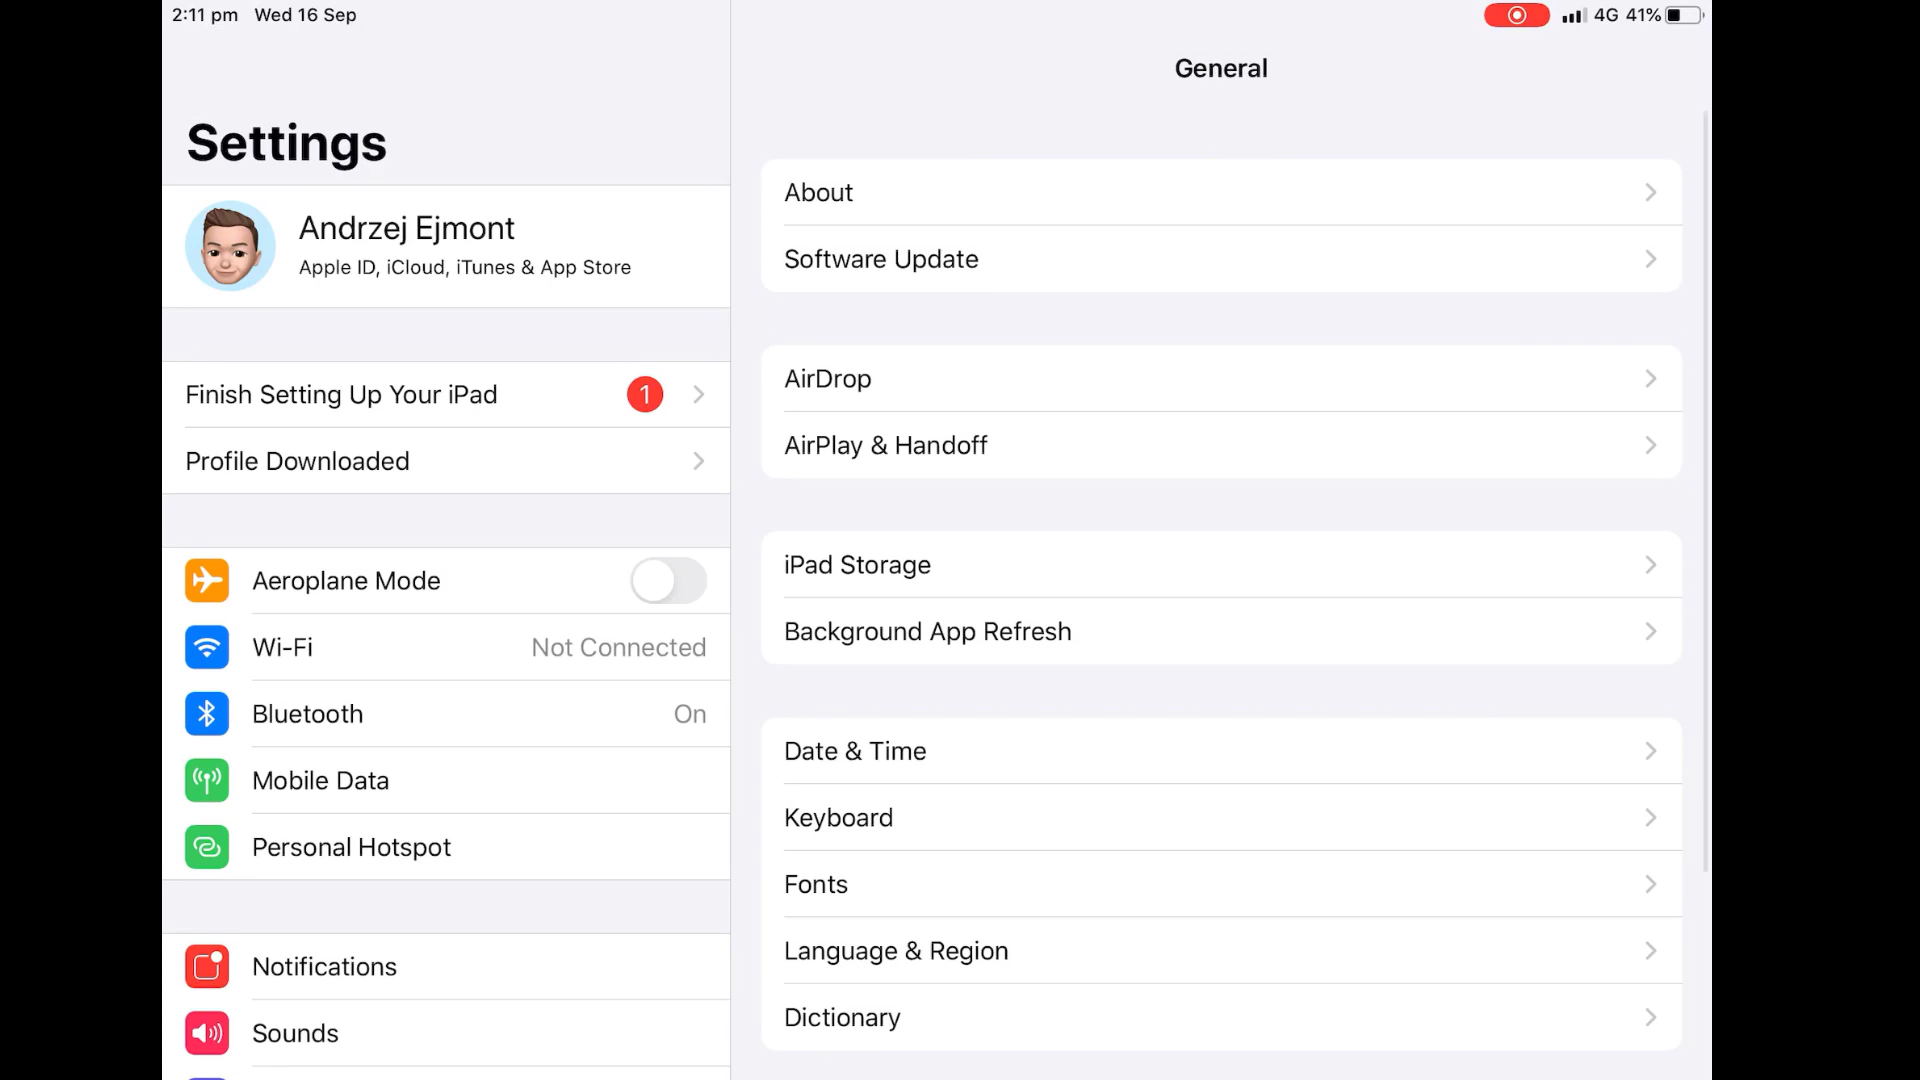 2:11 pm Wed 16 Sep
4G 41%
Settings
Andrzej Ejmont
Apple ID, iCloud, iTunes & App Store
Finish Setting Up Your iPad 1
Profile Downloaded
Aeroplane Mode
Wi-Fi Not Connected
Bluetooth On
Mobile Data
Personal Hotspot
Notifications
Sounds
General
About
Software Update
AirDrop
AirPlay & Handoff
iPad Storage
Background App Refresh
Date & Time
Keyboard
Fonts
Language & Region
Dictionary